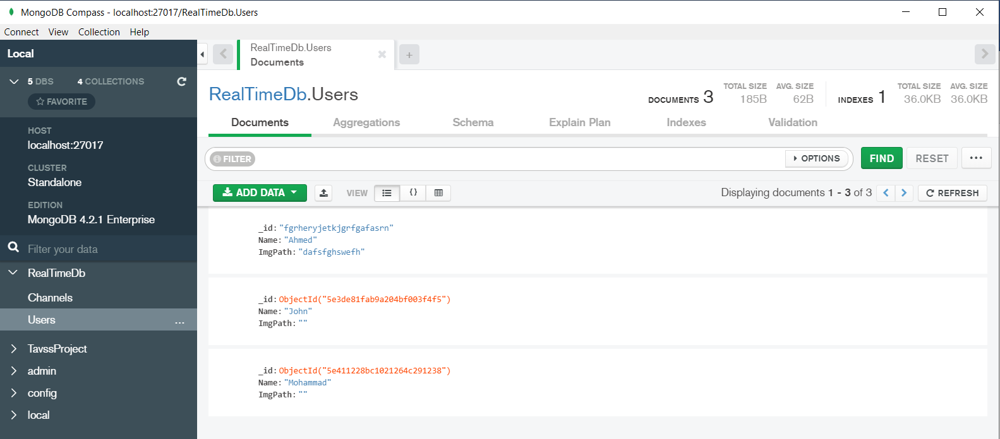 MongoDB Compass - localhost:27017/RealTimeDb.Users
Connect View Collection Help
Local
5 DBS 4 COLLECTIONS
FAVORITE
HOST
localhost:27017
CLUSTER
Standalone
EDITION
MongoDB 4.2.1 Enterprise
Filter your data
RealTimeDb
Channels
Users ...
TavssProject
admin
config
local
RealTimeDb.Users
Documents
+
RealTimeDb.Users
DOCUMENTS 3
TOTAL SIZE AVG. SIZE
185B 62B
INDEXES 1
TOTAL SIZE AVG. SIZE
36.0KB 36.0KB
Documents Aggregations Schema Explain Plan Indexes Validation
FILTER OPTIONS FIND RESET ...
ADD DATA VIEW {} Displaying documents 1 - 3 of 3 < > REFRESH
_id: "fgrheryjetkjgrfgafasrn"
Name: "Ahmed"
ImgPath: "dafsfghswefh"
_id: ObjectId("5e3de81fab9a204bf003f4f5")
Name: "John"
ImgPath: ""
_id: ObjectId("5e411228bc1021264c291238")
Name: "Mohammad"
ImgPath: ""